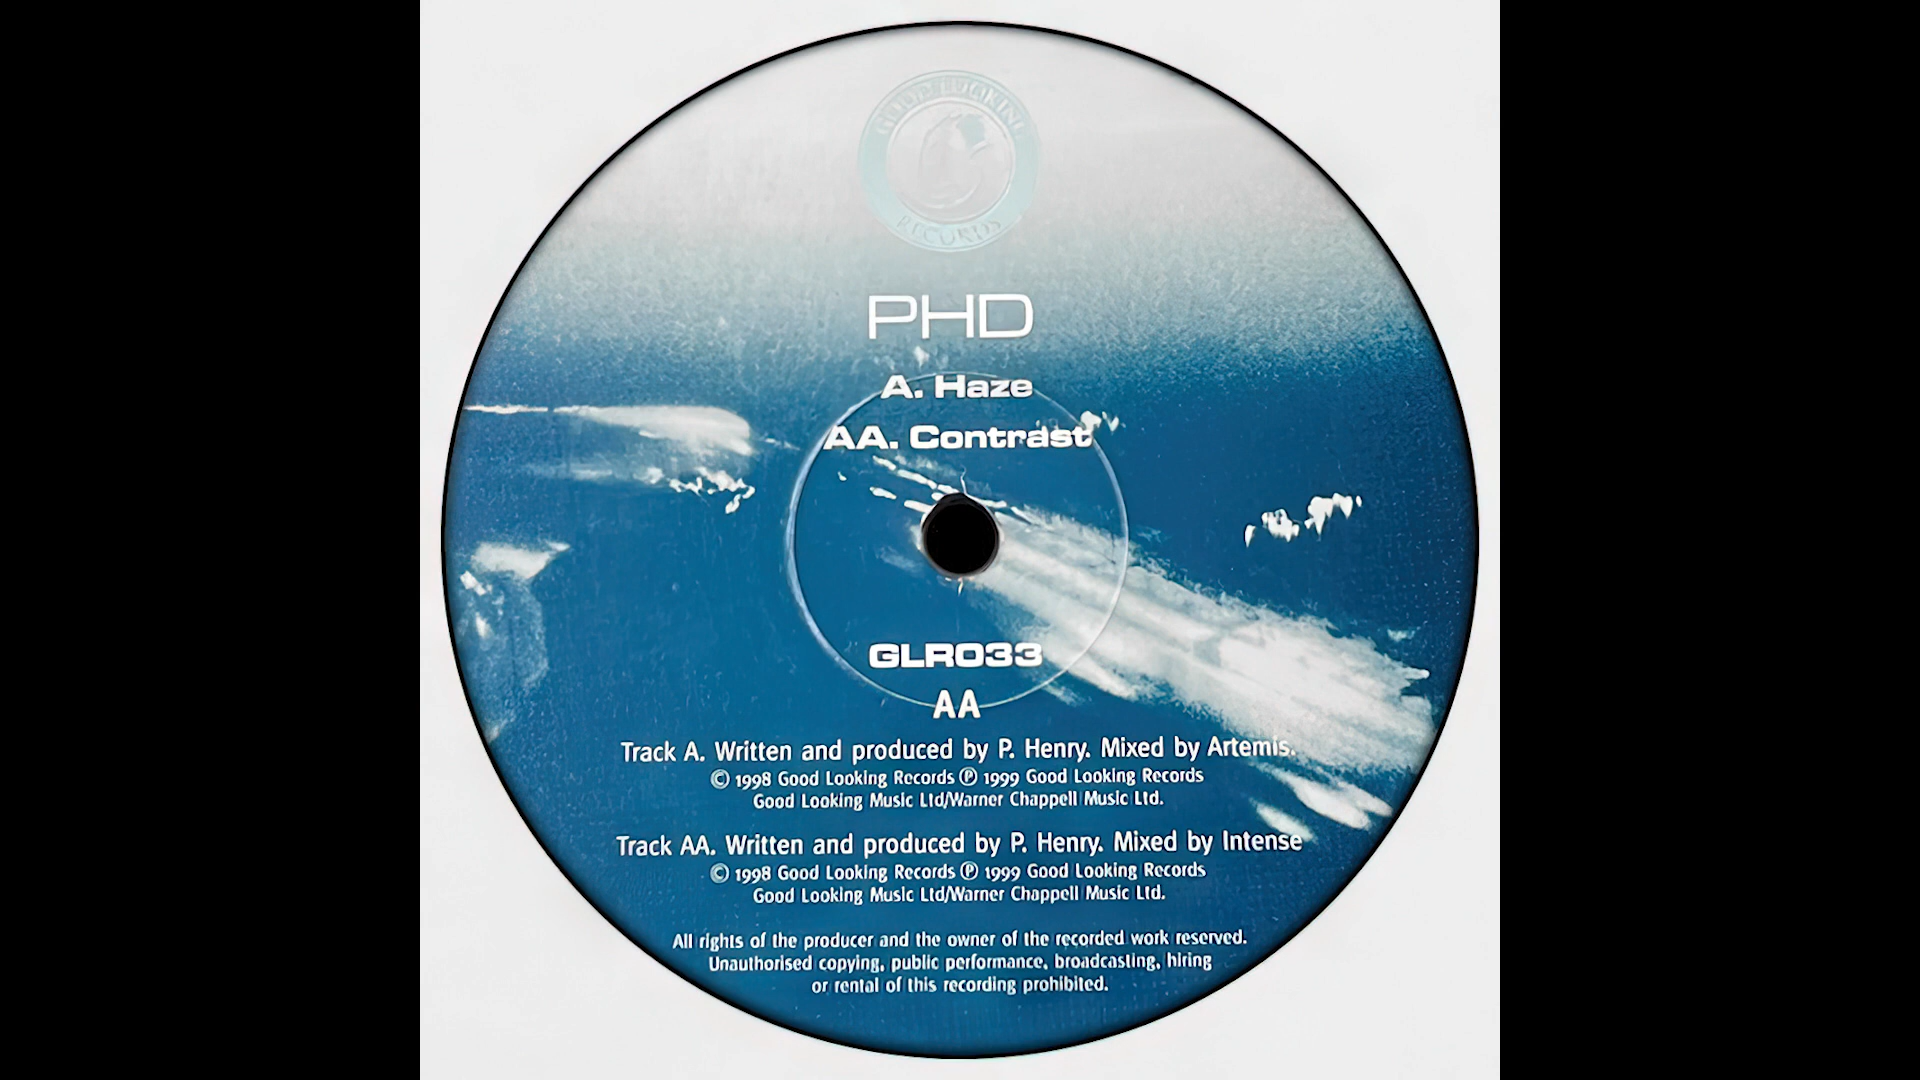 GOOD LOOKING
RECORDS
PHD
A. Haze
AA. Contrast
GLR033
AA
Track A. Written and produced by P. Henry. Mixed by Artemis.
© 1998 Good Looking Records ℗ 1999 Good Looking Records
Good Looking Music Ltd/Warner Chappell Music Ltd.
Track AA. Written and produced by P. Henry. Mixed by Intense
© 1998 Good Looking Records ℗ 1999 Good Looking Records
Good Looking Music Ltd/Warner Chappell Music Ltd.
All rights of the producer and the owner of the recorded work reserved.
Unauthorised copying, public performance, broadcasting, hiring
or rental of this recording prohibited.